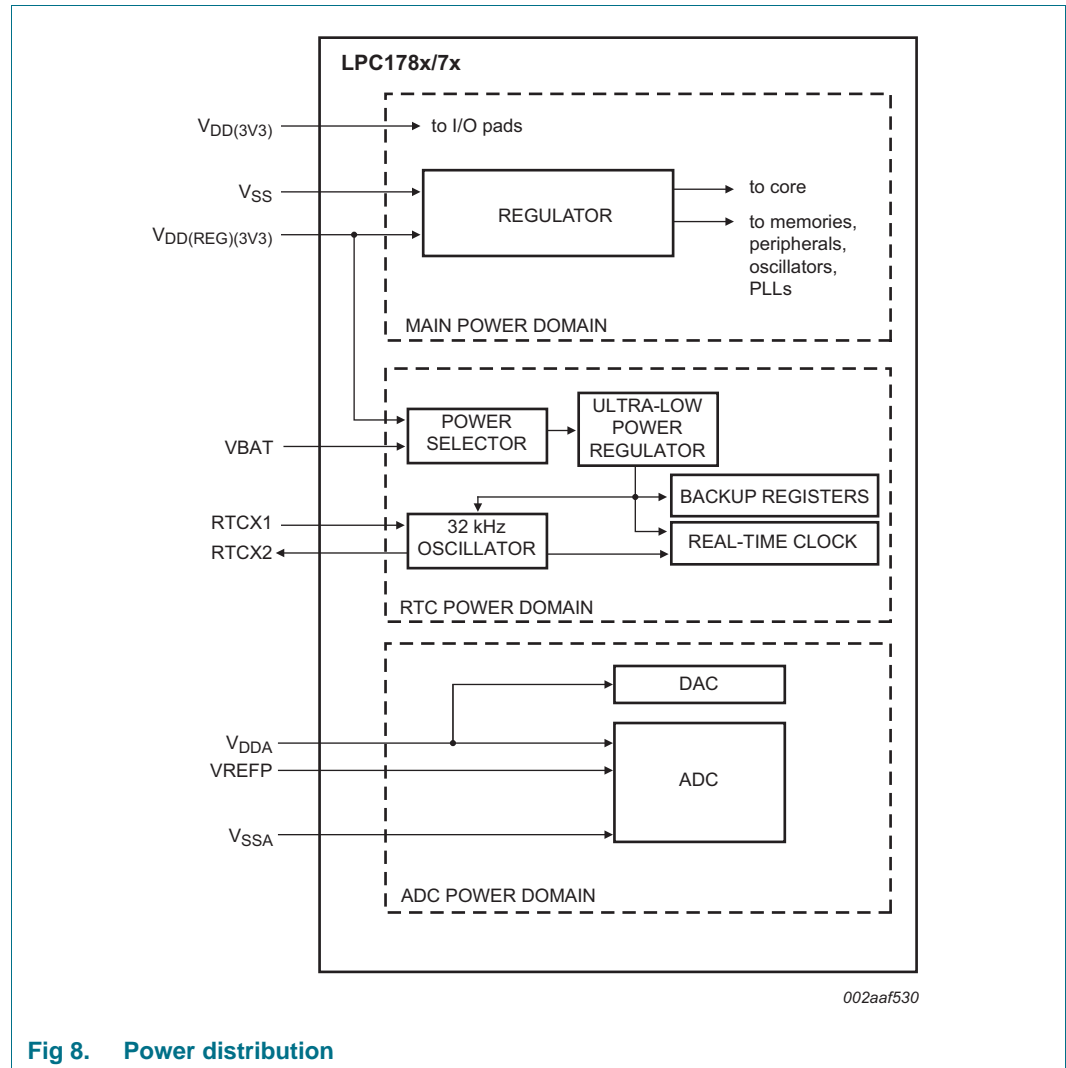 LPC178x/7x
VDD(3V3)
to I/O pads
VSS
REGULATOR
to core
VDD(REG)(3V3)
to memories,
peripherals,
oscillators,
PLLs
MAIN POWER DOMAIN
POWER
SELECTOR
ULTRA-LOW
POWER
REGULATOR
VBAT
BACKUP REGISTERS
RTCX1
32 kHz
OSCILLATOR
REAL-TIME CLOCK
RTCX2
RTC POWER DOMAIN
DAC
VDDA
VREFP
ADC
VSSA
ADC POWER DOMAIN
002aaf530
Fig 8. Power distribution